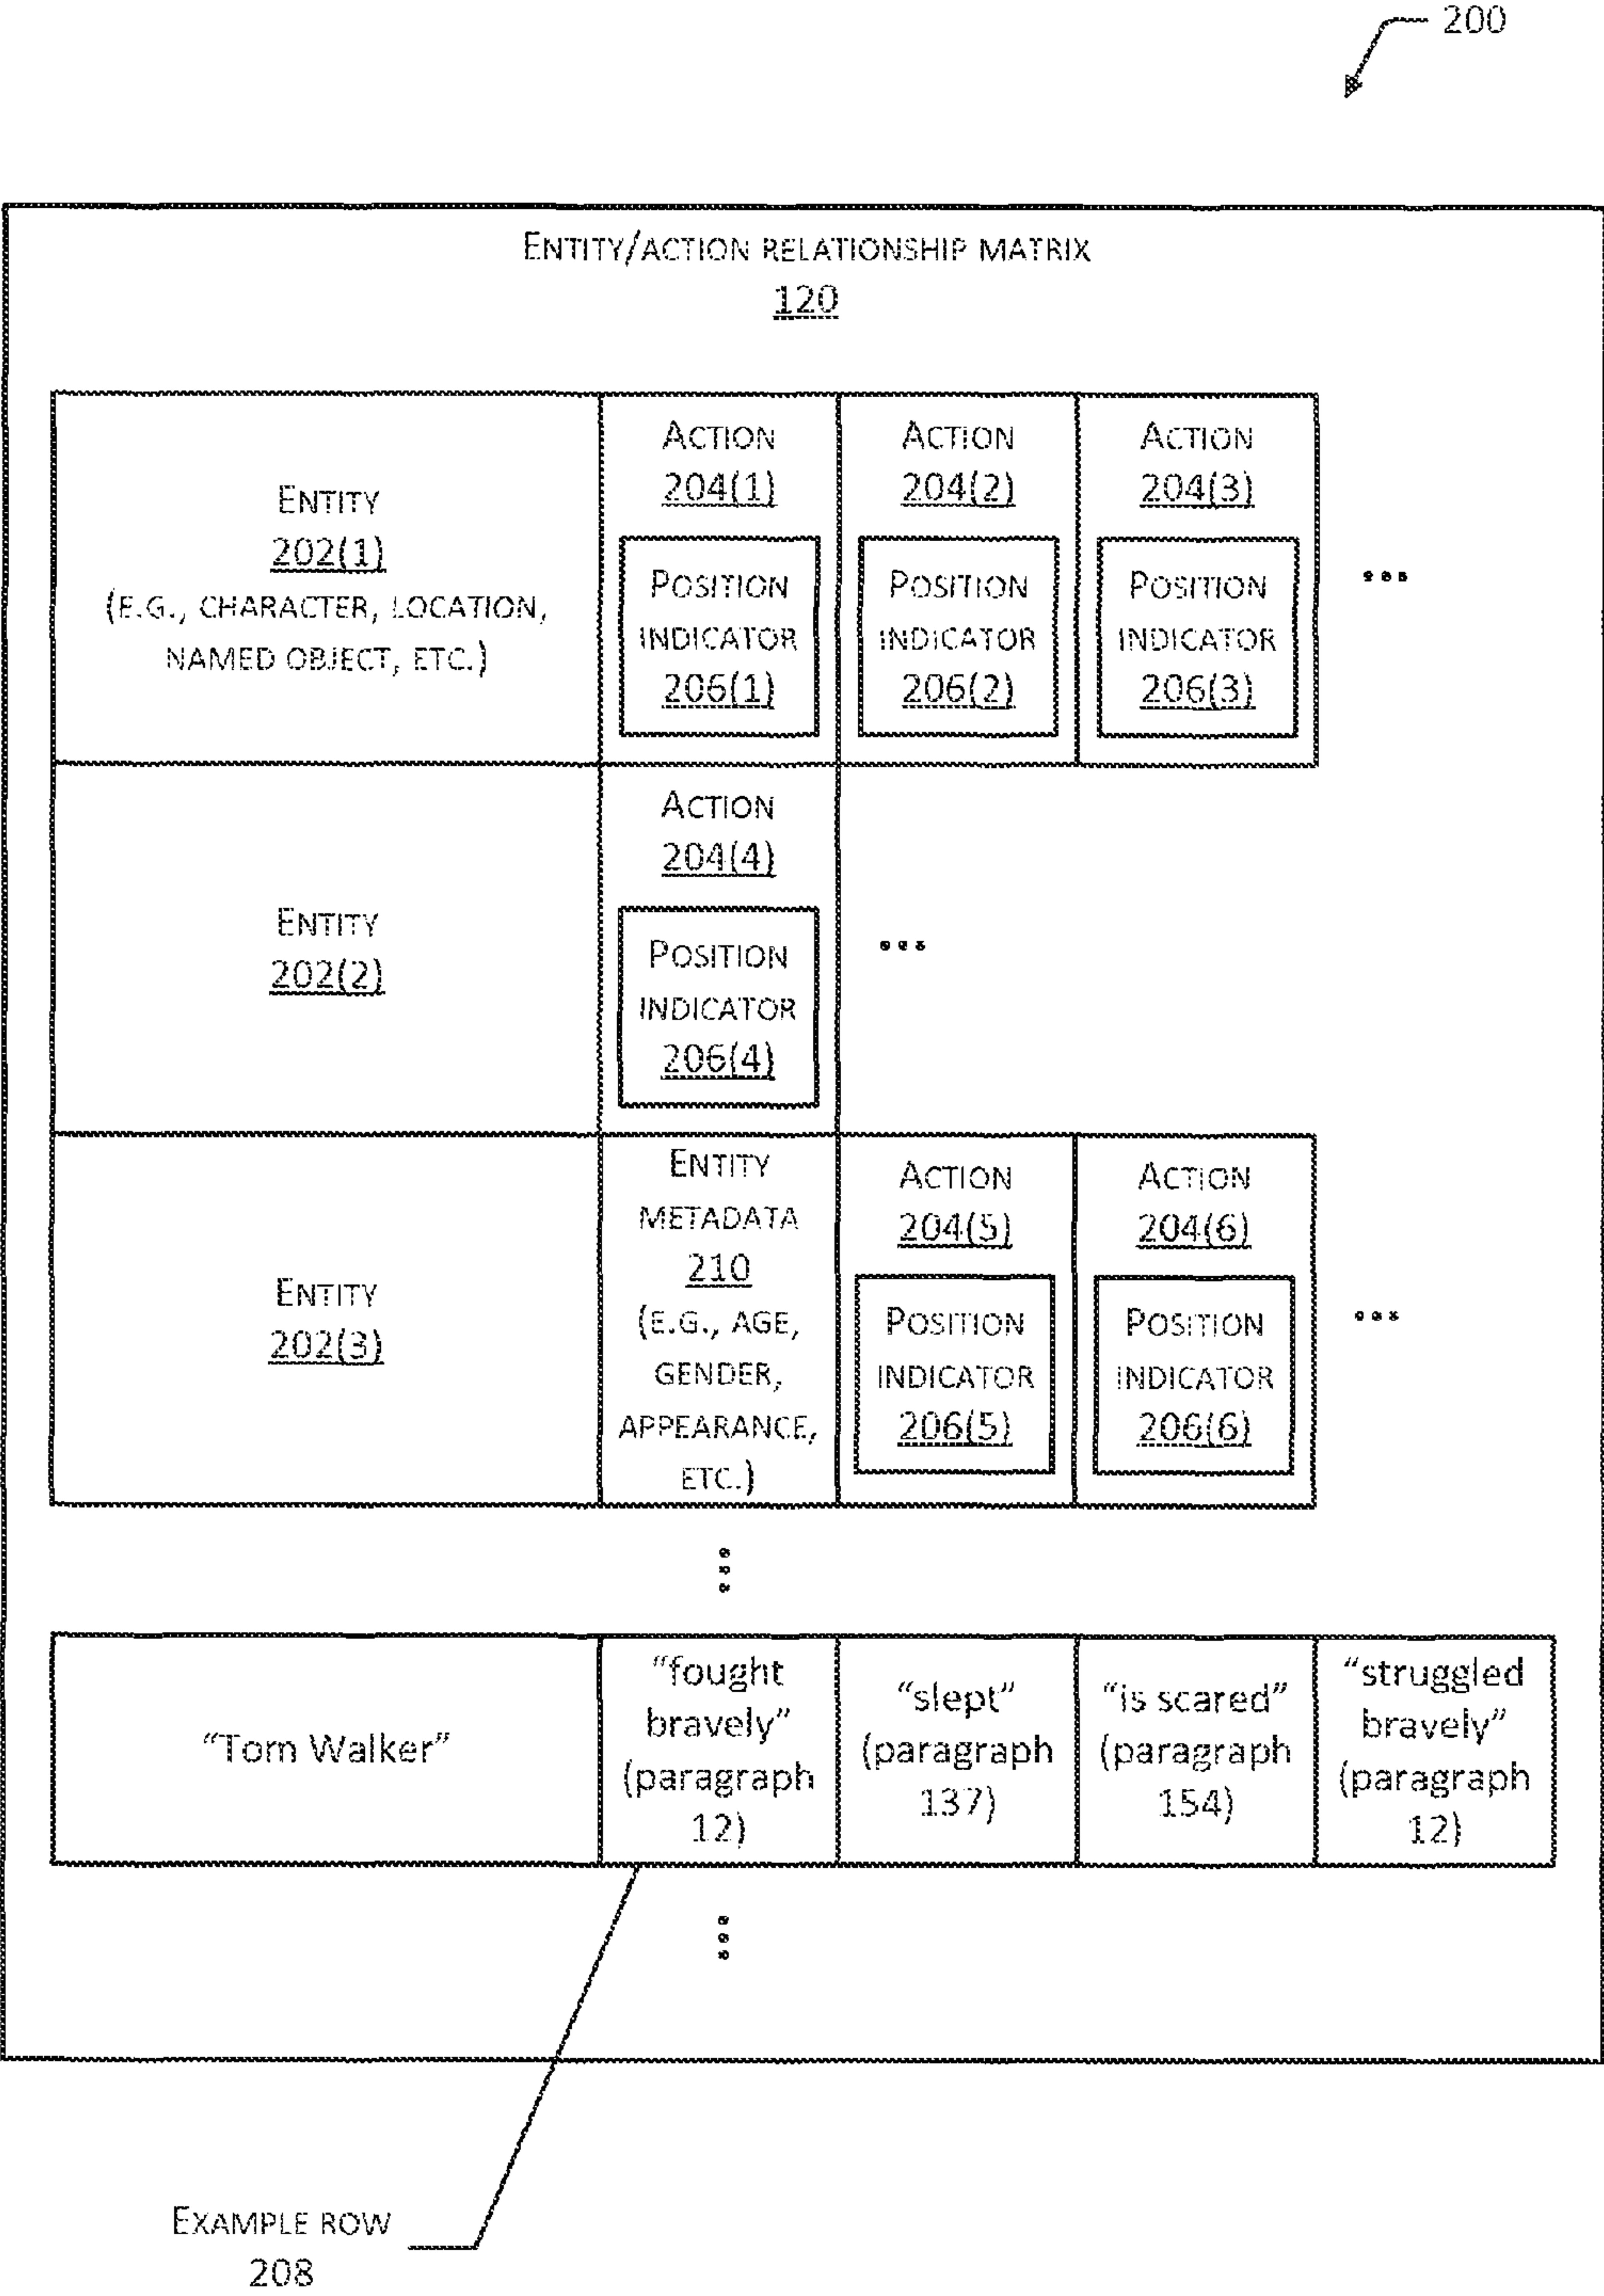 200
ENTITY/ACTION RELATIONSHIP MATRIX
120
ENTITY
202(1)
(E.G., CHARACTER, LOCATION,
NAMED OBJECT, ETC.)
ACTION
204(1)
POSITION
INDICATOR
206(1)
ACTION
204(2)
POSITION
INDICATOR
206(2)
ACTION
204(3)
POSITION
INDICATOR
206(3)
...
ENTITY
202(2)
ACTION
204(4)
POSITION
INDICATOR
206(4)
...
ENTITY
202(3)
ENTITY
METADATA
210
(E.G., AGE,
GENDER,
APPEARANCE,
ETC.)
ACTION
204(5)
POSITION
INDICATOR
206(5)
ACTION
204(6)
POSITION
INDICATOR
206(6)
...
“Tom Walker”
“fought
bravely”
(paragraph
12)
“slept”
(paragraph
137)
“is scared”
(paragraph
154)
“struggled
bravely”
(paragraph
12)
EXAMPLE ROW
208